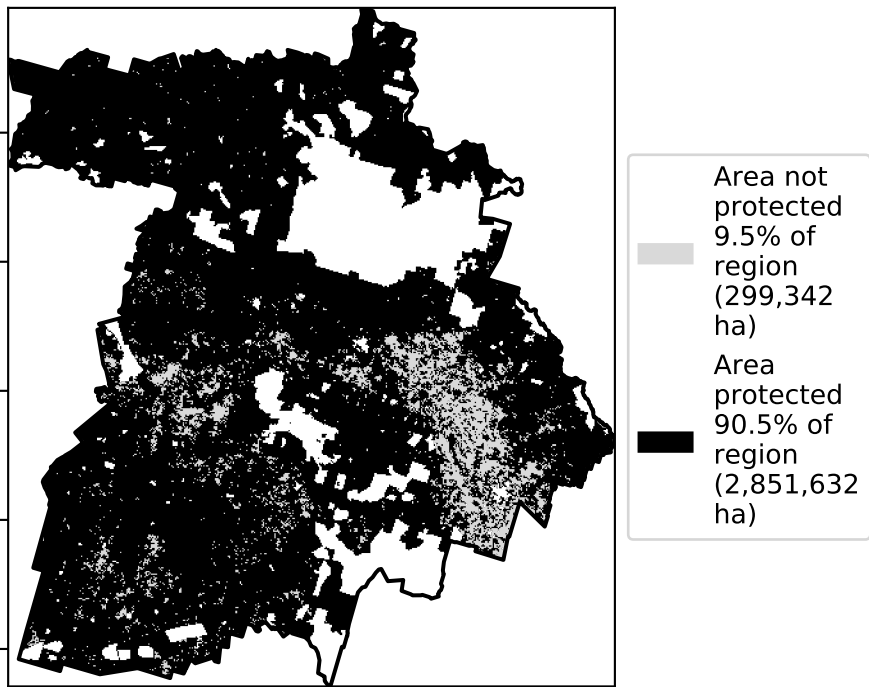 Area not
protected
9.5% of
region
(299,342
ha)
Area
protected
90.5% of
region
(2,851,632
ha)